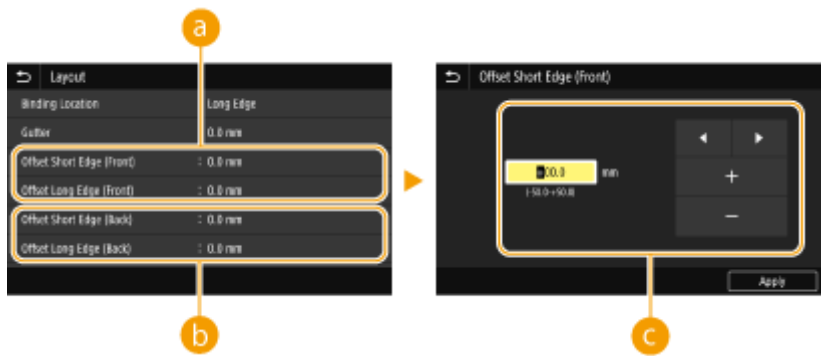 a
Layout
Binding Location Long Edge
Gutter 0.0 mm
Offset Short Edge (Front) : 0.0 mm
Offset Long Edge (Front) : 0.0 mm
Offset Short Edge (Back) : 0.0 mm
Offset Long Edge (Back) : 0.0 mm
b
Offset Short Edge (Front)
00.0 mm
(-50.0-+50.0)
+
−
Apply
c